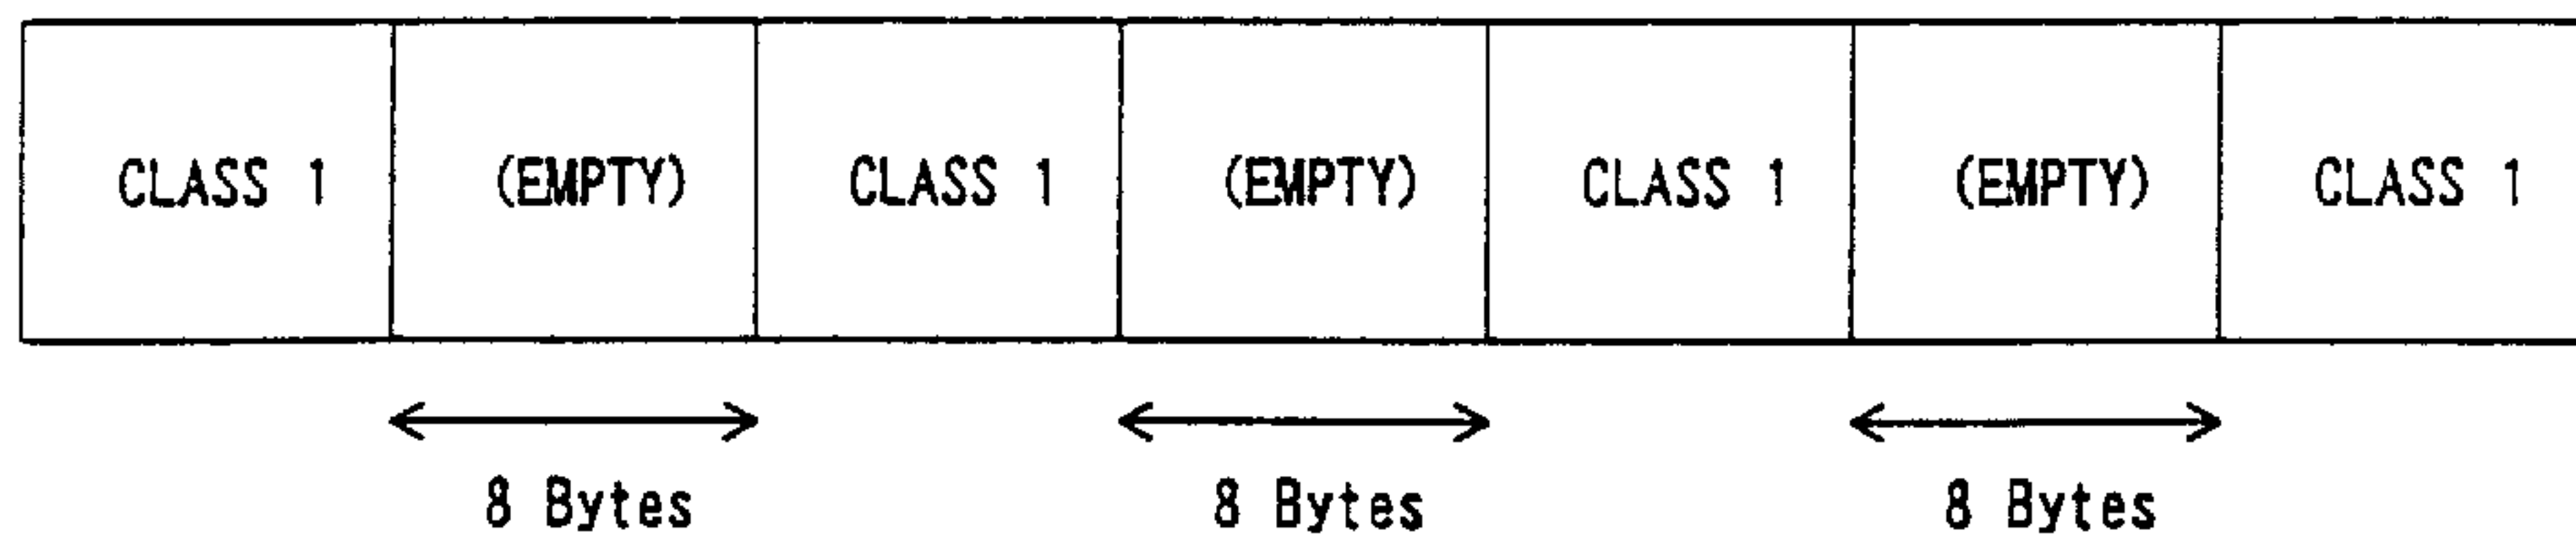 CLASS 1 (EMPTY) CLASS 1 (EMPTY) CLASS 1 (EMPTY) CLASS 1
8 Bytes 8 Bytes 8 Bytes